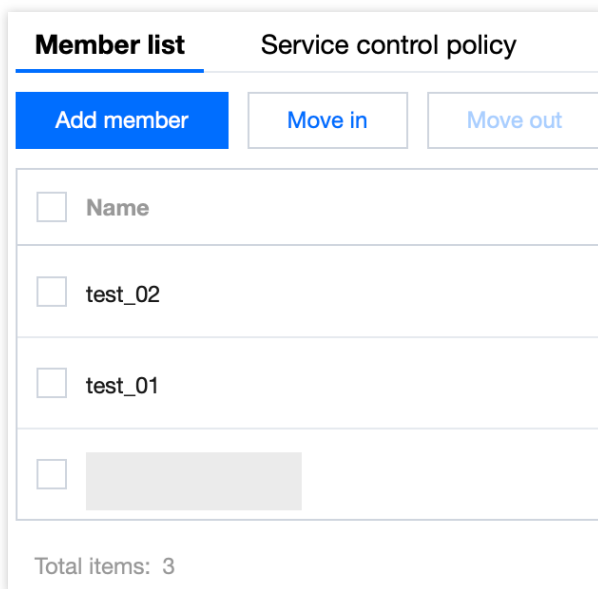 Member list Service control policy
Add member Move in Move out
Name
test_02
test_01
Total items: 3